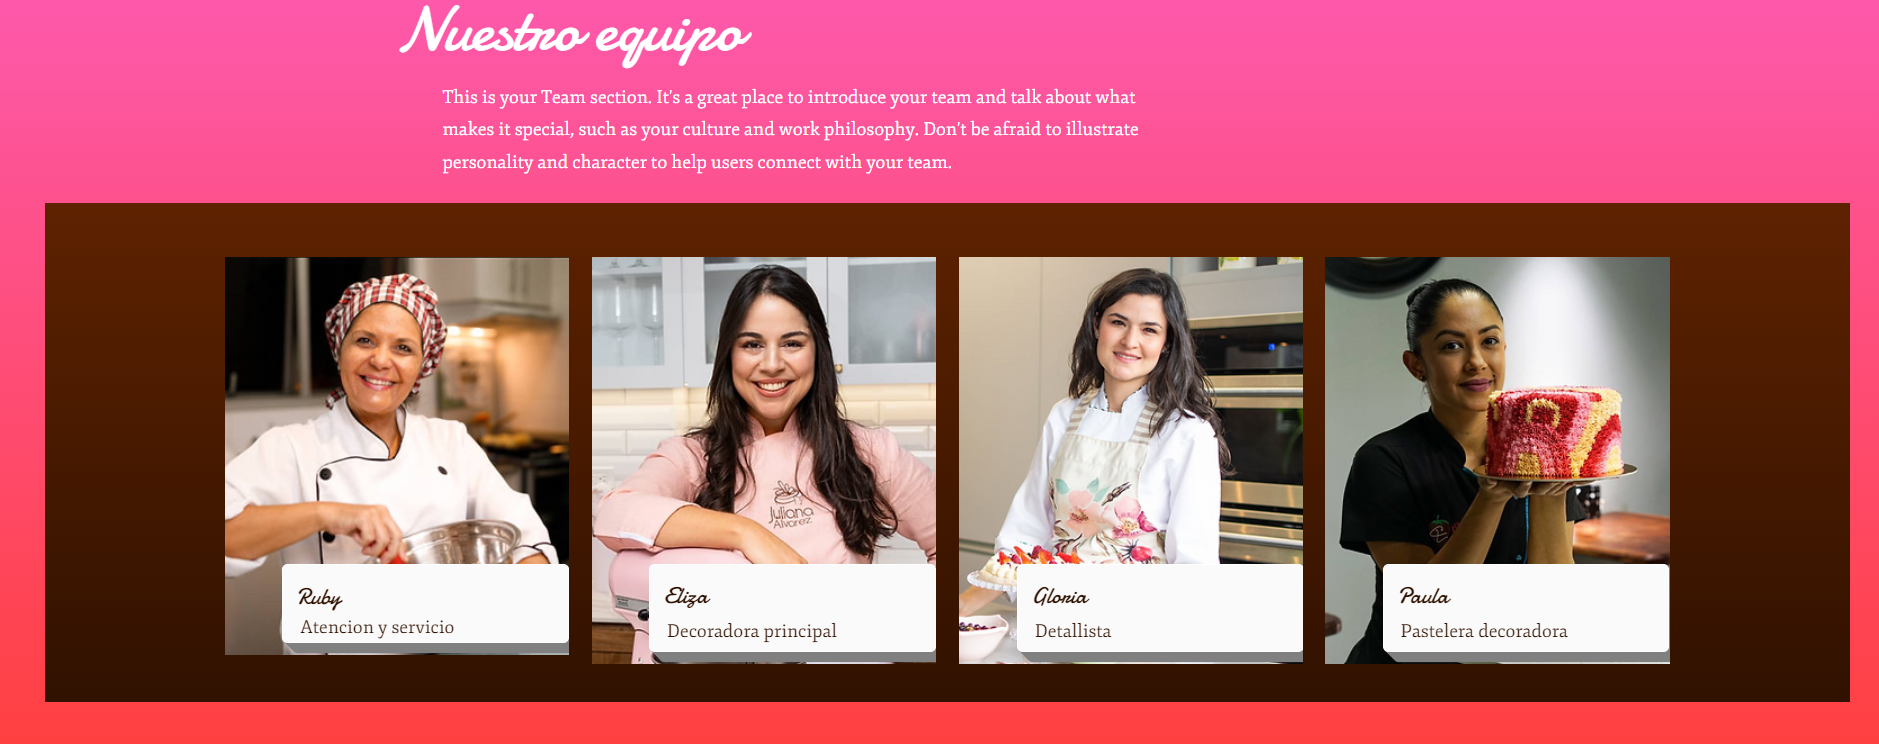 Nuestro equipo
This is your Team section. It's a great place to introduce your team and talk about what
makes it special, such as your culture and work philosophy. Don't be afraid to illustrate
personality and character to help users connect with your team.
Juliana
Alvarez
Ruby
Atencion y servicio
Eliza
Decoradora principal
Gloria
Detallista
Paula
Pastelera decoradora